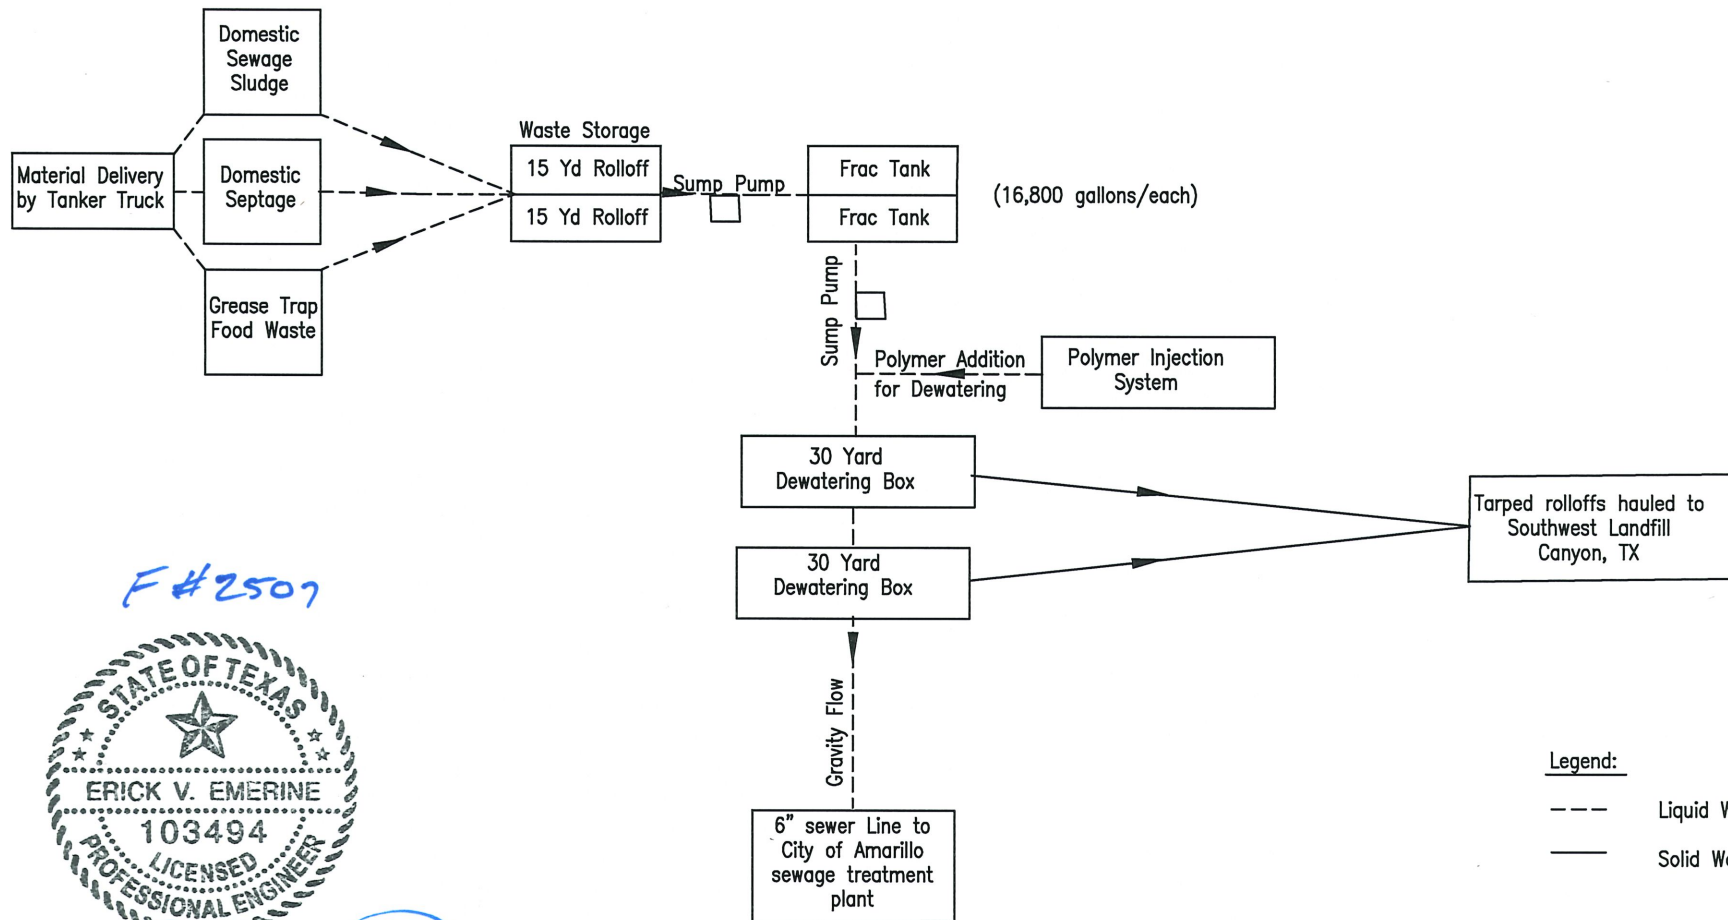 Domestic
Sewage
Sludge
Material Delivery
by Tanker Truck
Domestic
Septage
Grease Trap
Food Waste
Waste Storage
15 Yd Rolloff
15 Yd Rolloff
Sump Pump
Frac Tank
Frac Tank
(16,800 gallons/each)
Sump Pump
Polymer Addition
for Dewatering
Polymer Injection
System
30 Yard
Dewatering Box
30 Yard
Dewatering Box
Tarped rolloffs hauled to
Southwest Landfill
Canyon, TX
Gravity Flow
6" sewer Line to
City of Amarillo
sewage treatment
plant
F #2507
STATE OF TEXAS
ERICK V. EMERINE
103494
LICENSED
PROFESSIONAL ENGINEER
Legend:
Liquid W
Solid Wa